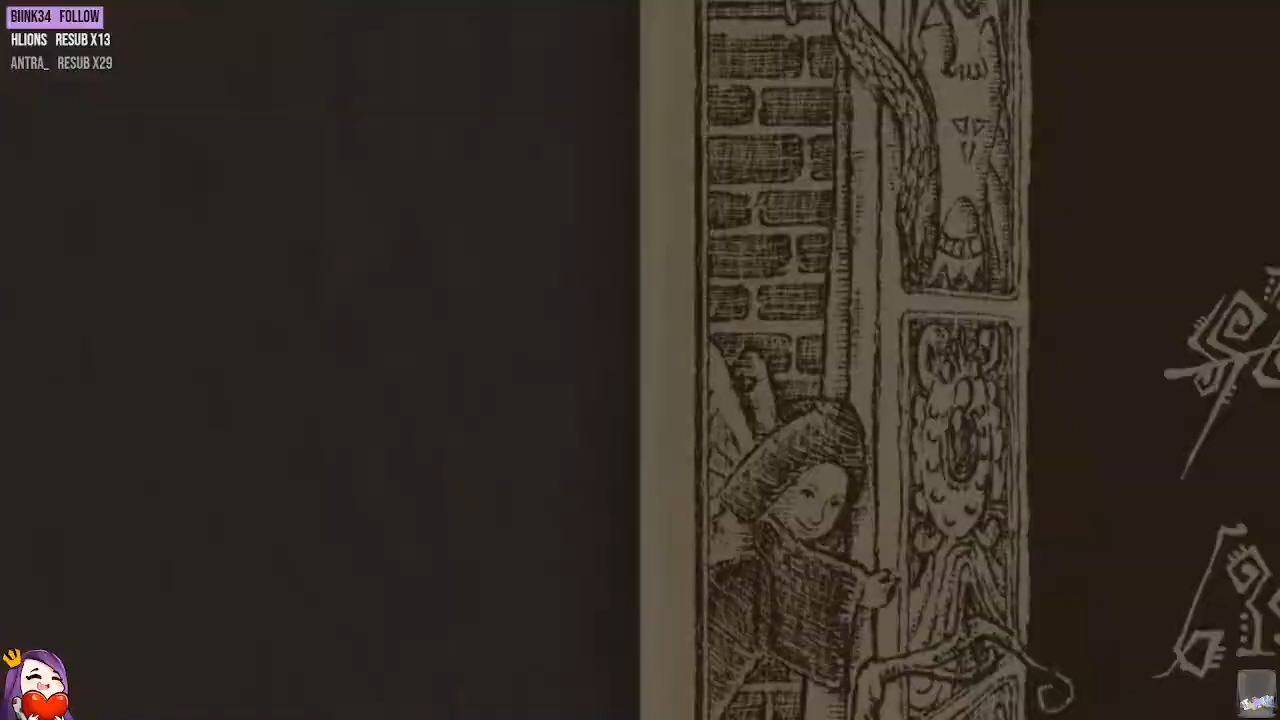 BIINK34 FOLLOW
HLIONS RESUB X13
ANTRA_ RESUB X29